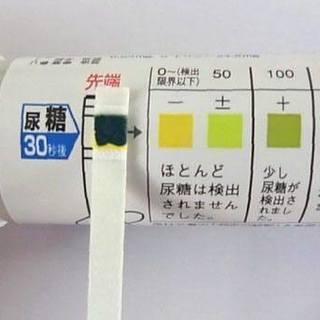 先端
0〜(検出
限界以下)
50
100
尿糖
30秒後
－
±
＋
ほとんど
尿糖は検出
されません
でした。
少し
尿糖が
検出さ
れまし
た。